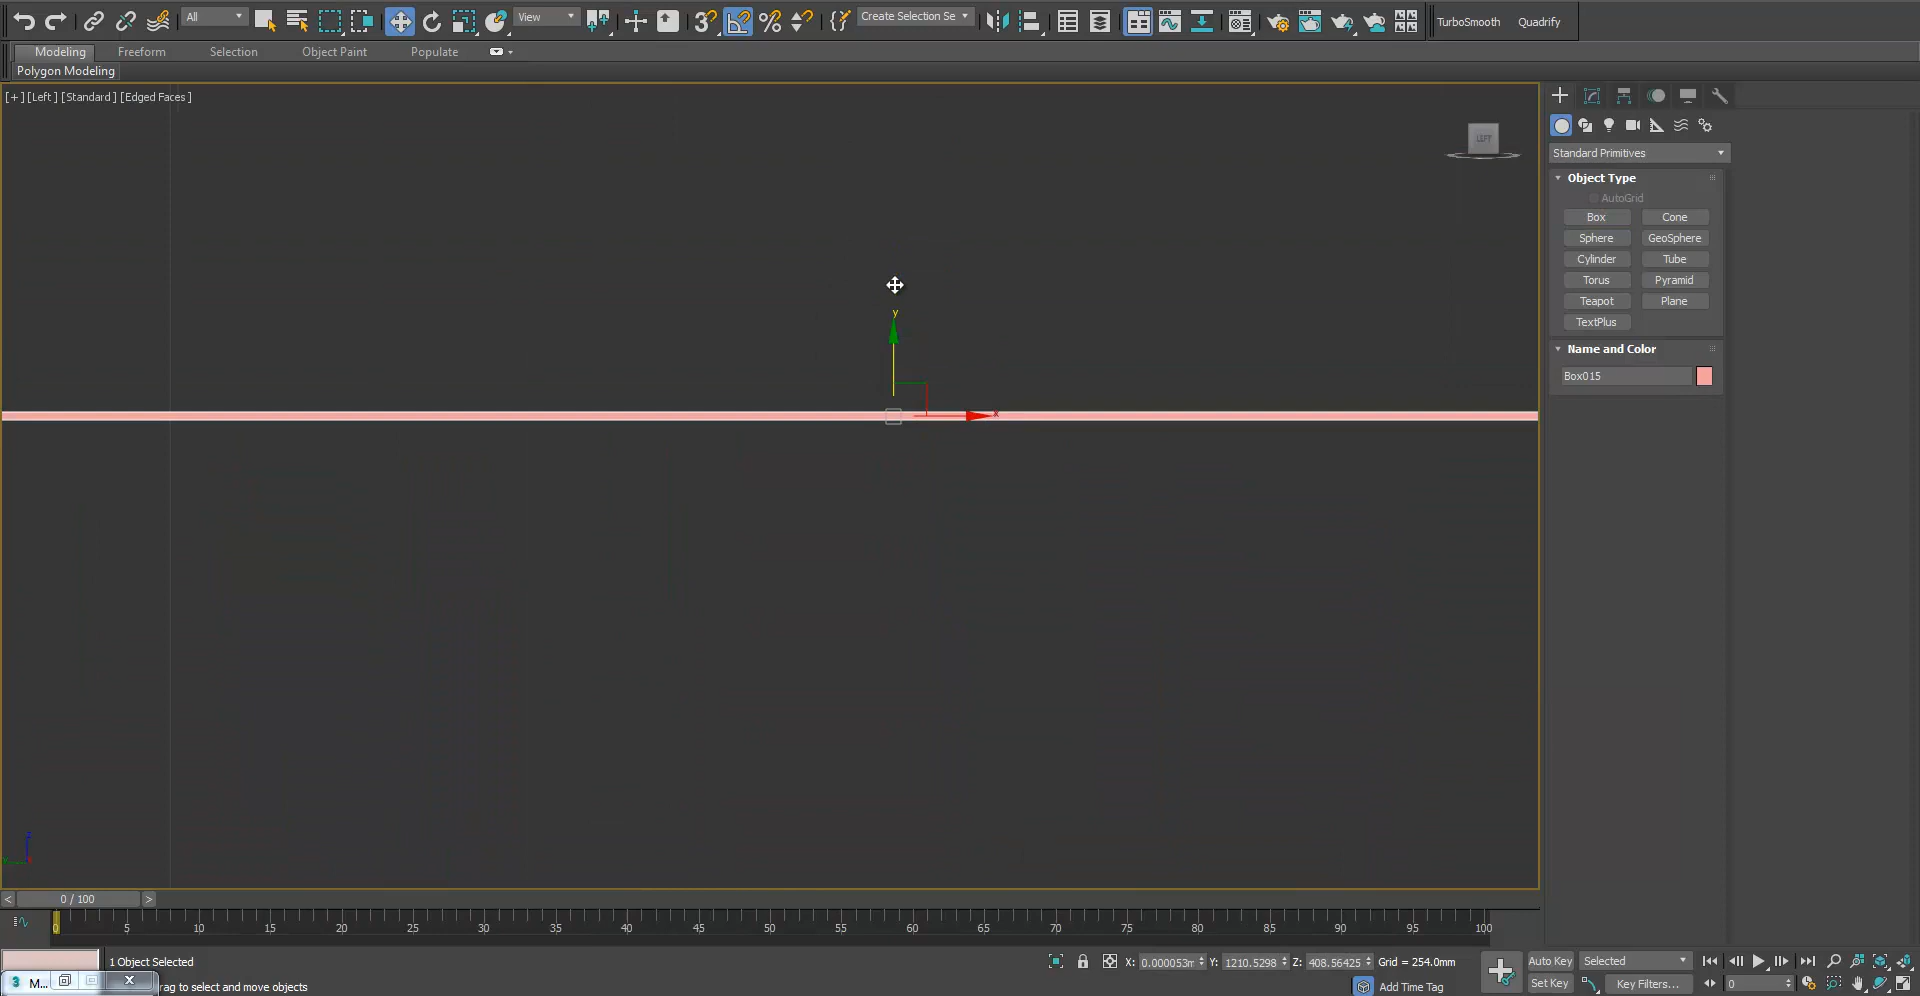 All
View
Create Selection Se
TurboSmooth
Quadrify
Modeling
Freeform
Selection
Object Paint
Populate
Polygon Modeling
[+] [Left] [Standard] [Edged Faces]
LEFT
Standard Primitives
Object Type
AutoGrid
Box
Cone
Sphere
GeoSphere
Cylinder
Tube
Torus
Pyramid
Teapot
Plane
TextPlus
Name and Color
Box015
y
x
z
0 / 100
0 5 10 15 20 25 30 35 40 45 50 55 60 65 70 75 80 85 90 95 100
1 Object Selected
X: 0.000053m Y: 1210.5298 Z: 408.56425 Grid = 254.0mm
Auto Key
Selected
3 M...
rag to select and move objects
Add Time Tag
Set Key
Key Filters...
0